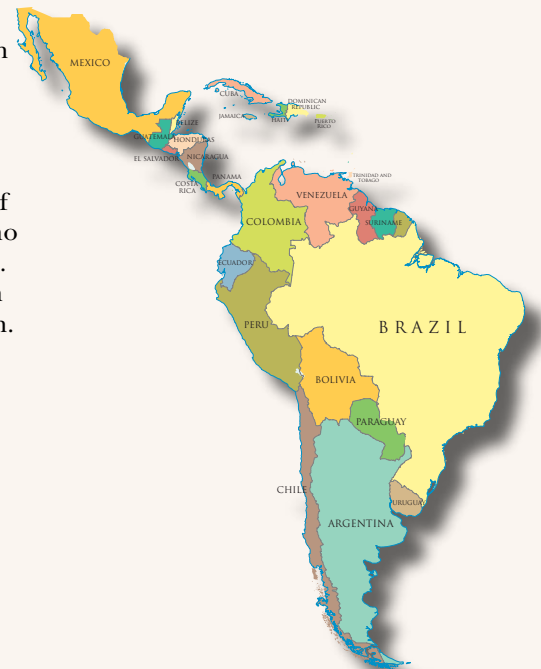 n
f
no
.
n
n.
MEXICO
CUBA
DOMINICAN
REPUBLIC
JAMAICA
HAITI
PUERTO
RICO
BELIZE
GUATEMALA
HONDURAS
EL SALVADOR
NICARAGUA
COSTA
RICA
PANAMA
TRINIDAD AND
TOBAGO
VENEZUELA
GUYANA
SURINAME
COLOMBIA
ECUADOR
PERU
BRAZIL
BOLIVIA
PARAGUAY
CHILE
URUGUAY
ARGENTINA